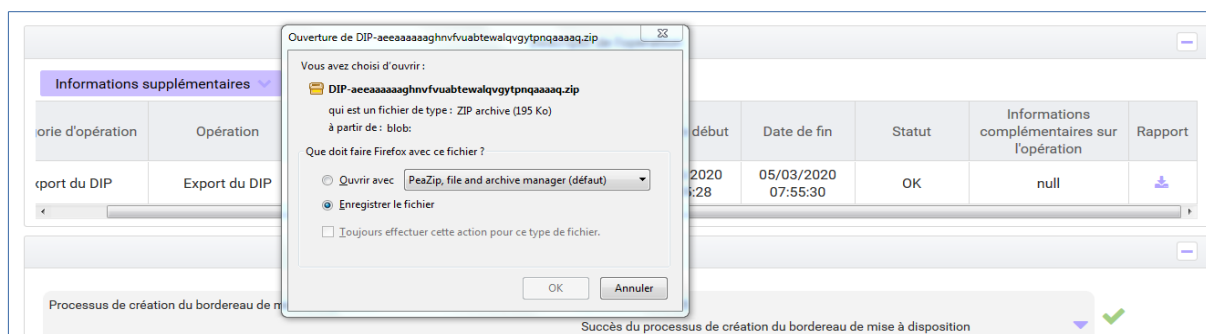 Ouverture de DIP-aeeaaaaaaghnvfvuabtewalqvgytpnqaaaaq.zip
Vous avez choisi d'ouvrir :
DIP-aeeaaaaaaghnvfvuabtewalqvgytpnqaaaaq.zip
qui est un fichier de type : ZIP archive (195 Ko)
à partir de : blob:
Que doit faire Firefox avec ce fichier ?
Ouvrir avec PeaZip, file and archive manager (défaut)
Enregistrer le fichier
Toujours effectuer cette action pour ce type de fichier.
OK Annuler
Informations supplémentaires
orie d'opération Opération début Date de fin Statut Informations complémentaires sur l'opération Rapport
xport du DIP Export du DIP 2020 5:28 05/03/2020 07:55:30 OK null
Processus de création du bordereau de m
Succès du processus de création du bordereau de mise à disposition